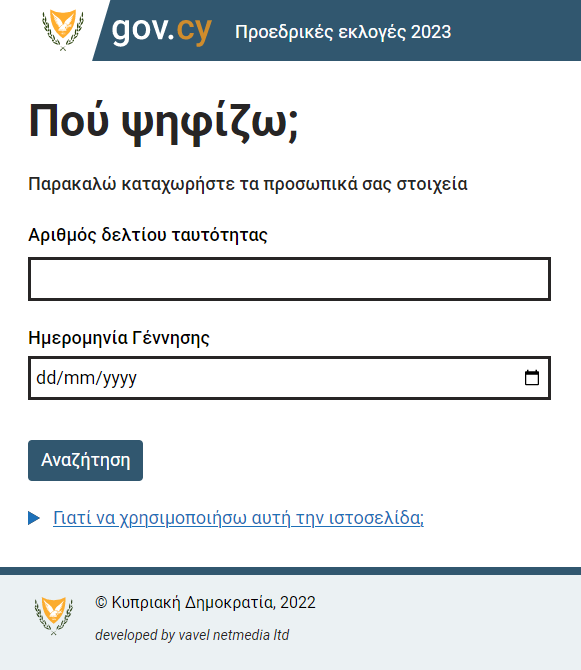 gov.cy Προεδρικές εκλογές 2023
Πού ψηφίζω;
Παρακαλώ καταχωρήστε τα προσωπικά σας στοιχεία
Αριθμός δελτίου ταυτότητας
Ημερομηνία Γέννησης
dd/mm/yyyy
Αναζήτηση
Γιατί να χρησιμοποιήσω αυτή την ιστοσελίδα;
© Κυπριακή Δημοκρατία, 2022
developed by vavel netmedia ltd